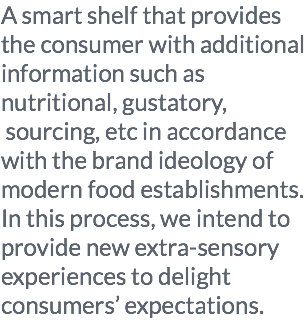 A smart shelf that provides
the consumer with additional
information such as
nutritional, gustatory,
sourcing, etc in accordance
with the brand ideology of
modern food establishments.
In this process, we intend to
provide new extra-sensory
experiences to delight
consumers’ expectations.